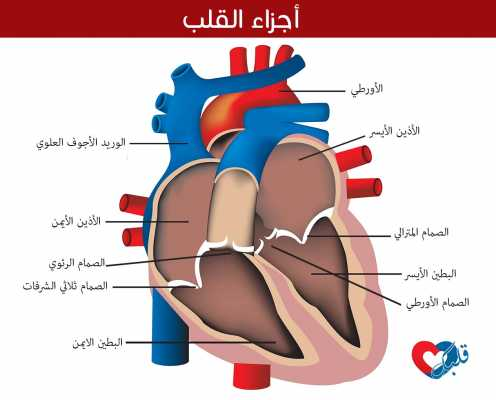 أجزاء القلب
الأورطي
الأذين الأيسر
الوريد الأجوف العلوي
الأذين الأيمن
الصمام المترالي
الصمام الرئوي
البطين الأيسر
الصمام ثلاثي الشرفات
الصمام الأورطي
البطين الايمن